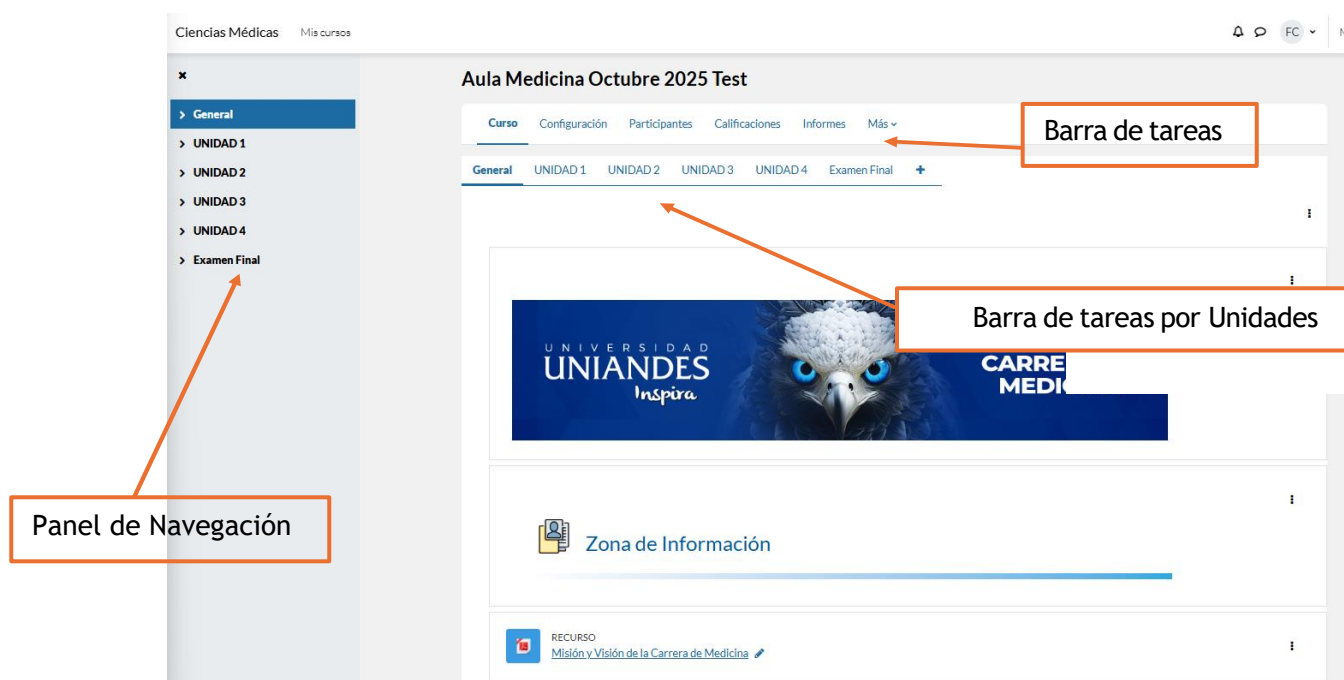 Ciencias Médicas Mis cursos FC
Aula Medicina Octubre 2025 Test
General
UNIDAD 1
UNIDAD 2
UNIDAD 3
UNIDAD 4
Examen Final
Curso Configuración Participantes Calificaciones Informes Más
Barra de tareas
General UNIDAD 1 UNIDAD 2 UNIDAD 3 UNIDAD 4 Examen Final +
Barra de tareas por Unidades
UNIVERSIDAD
UNIANDES
Inspira
CARRE
MEDI
Panel de Navegación
Zona de Información
RECURSO
Misión y Visión de la Carrera de Medicina